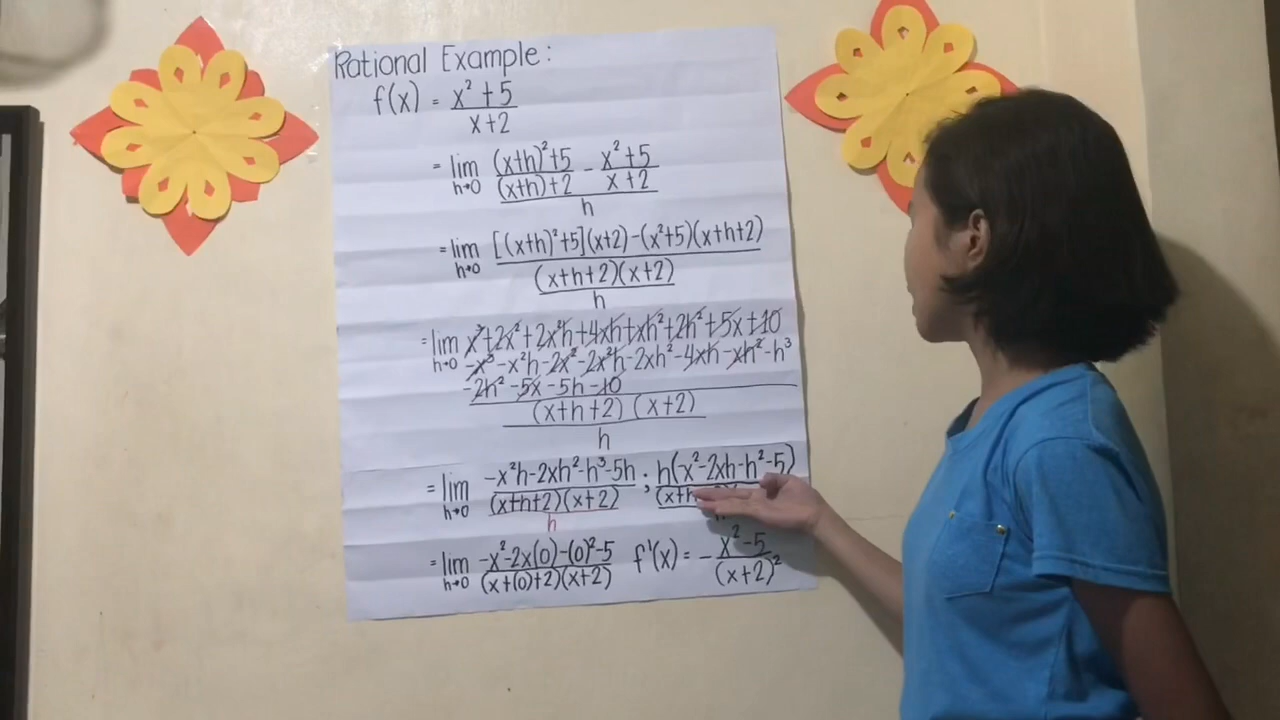 Rational Example:
f(x) = x² + 5 / x + 2
= lim h→0 (x+h)²+5 / (x+h)+2 - x²+5 / x+2 / h
= lim h→0 [(x+h)²+5](x+2)-(x²+5)(x+h+2) / (x+h+2)(x+2) / h
= lim h→0 x³+2x²+2x²h+4xh+xh²+2h²+5x+10
-x³-x²h-2x²-2x²h-2xh²-4xh-xh²-h³
-2h²-5x-5h-10 / (x+h+2)(x+2) / h
= lim h→0 -x²h-2xh²-h³-5h / (x+h+2)(x+2) / h ; h(x²-2xh-h²-5) / (x+h
= lim h→0 -x²-2x(0)-(0)²-5 / (x+(0)+2)(x+2) f'(x) = - x²-5 / (x+2)²